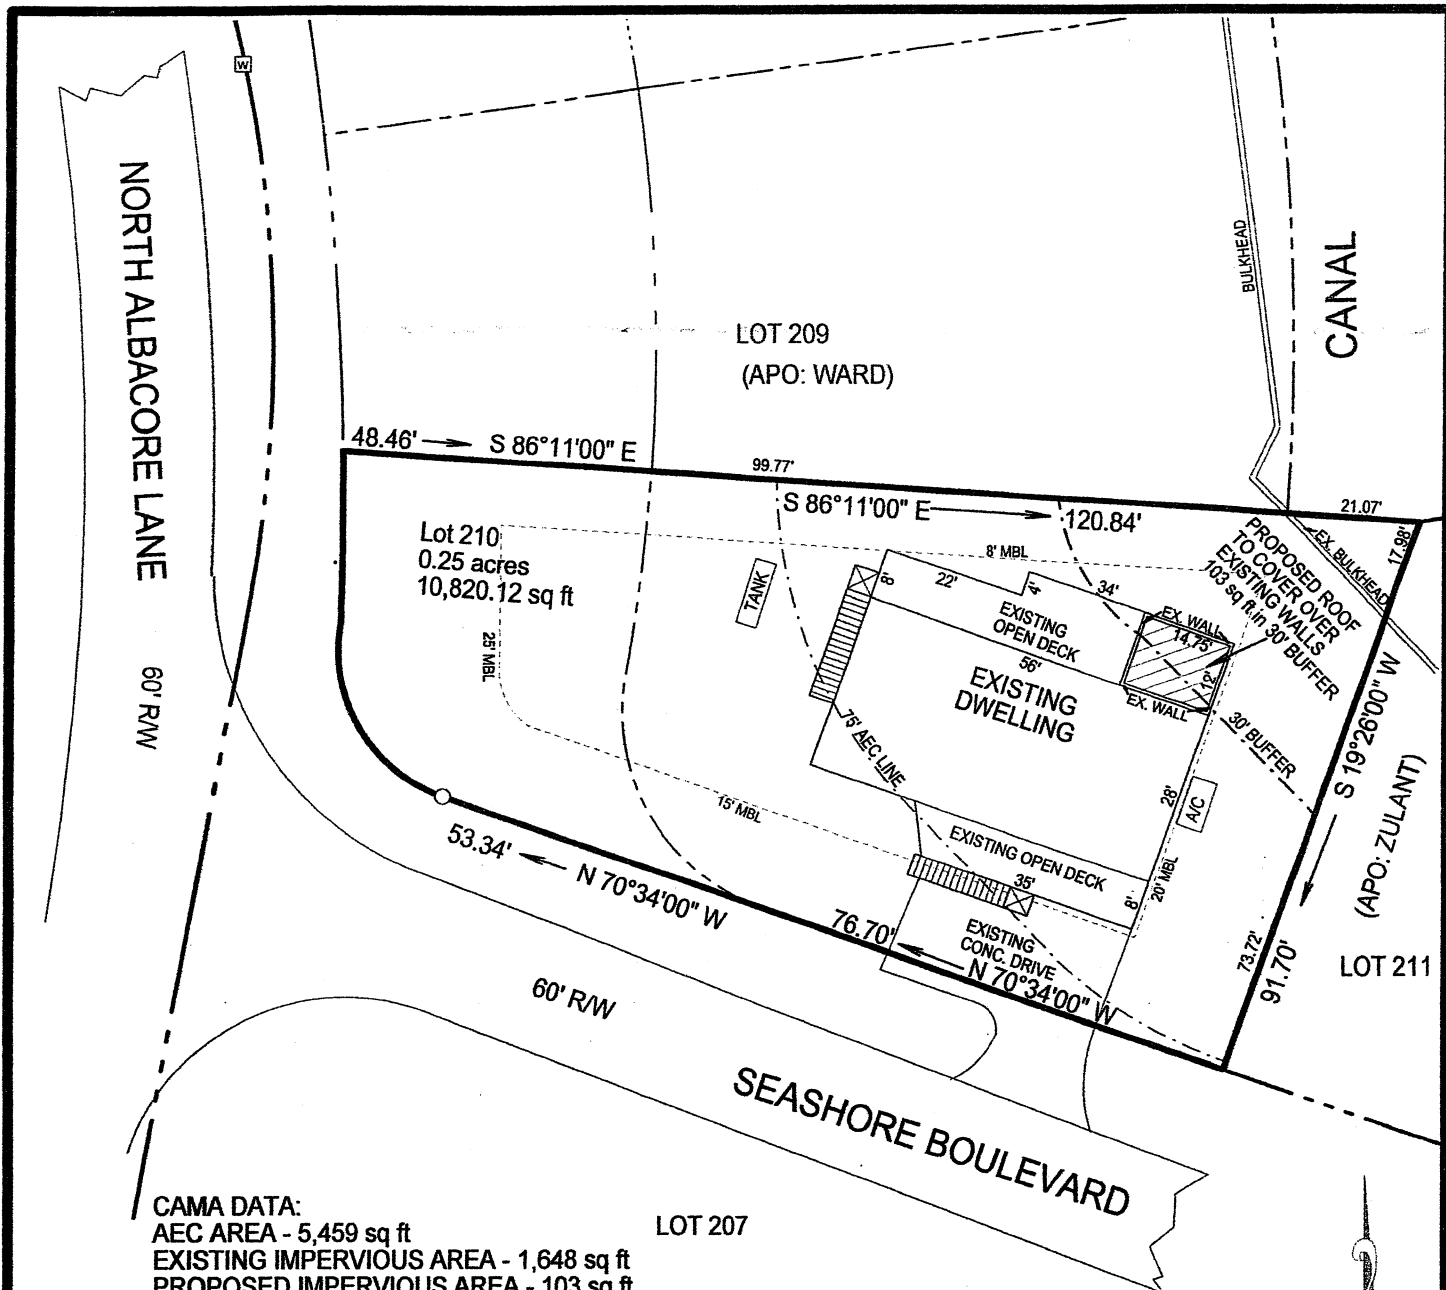 W
NORTH ALBACORE LANE
60' R/W
BULKHEAD
CANAL
LOT 209
(APO: WARD)
48.46'
S 86°11'00" E
99.77'
S 86°11'00" E
120.84'
21.07'
17.98'
Lot 210
0.25 acres
10,820.12 sq ft
25' MBL
TANK
8' MBL
8'
22'
4'
34'
EXISTING
OPEN DECK
56'
EXISTING
DWELLING
EX. WALL
14.75'
12'
EX. WALL
PROPOSED ROOF
TO COVER OVER
EXISTING WALLS
103 sq ft in 30' BUFFER
EX. BULKHEAD
30' BUFFER
S 19°26'00" W
(APO: ZULANT)
LOT 211
75' AEC LINE
28'
A/C
15' MBL
EXISTING OPEN DECK
35'
8'
20' MBL
73.72'
91.70'
53.34'
N 70°34'00" W
76.70'
EXISTING
CONC. DRIVE
N 70°34'00" W
60' R/W
SEASHORE BOULEVARD
LOT 207
CAMA DATA:
AEC AREA - 5,459 sq ft
EXISTING IMPERVIOUS AREA - 1,648 sq ft
PROPOSED IMPERVIOUS AREA - 103 sq ft